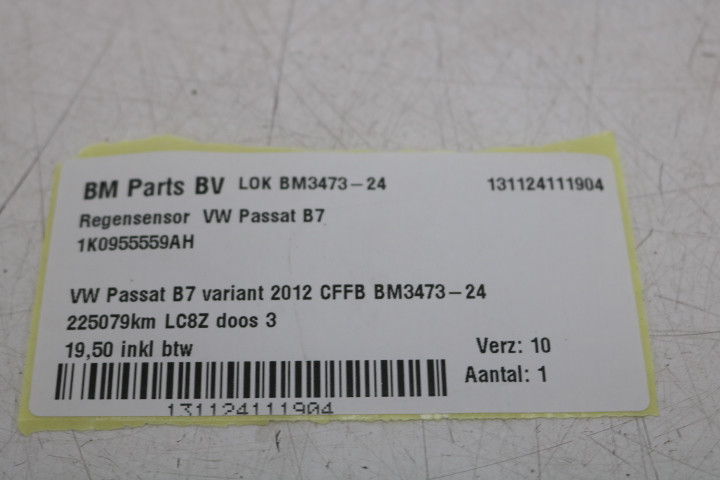 BM Parts BV LOK BM3473-24 131124111904
Regensensor VW Passat B7
1K0955559AH
VW Passat B7 variant 2012 CFFB BM3473-24
225079km LC8Z doos 3
19,50 inkl btw Verz: 10
Aantal: 1
131124111904